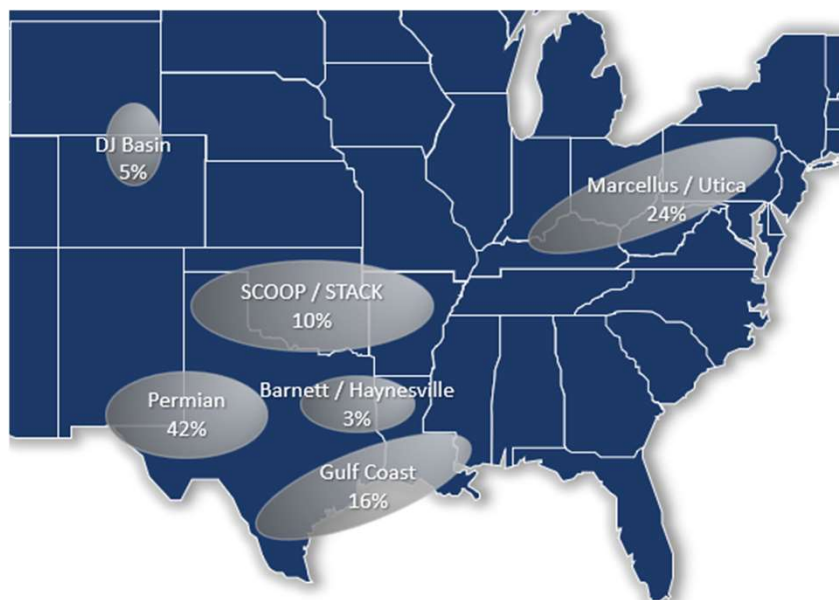 DJ Basin
5%
Marcellus / Utica
24%
SCOOP / STACK
10%
Permian
42%
Barnett / Haynesville
3%
Gulf Coast
16%